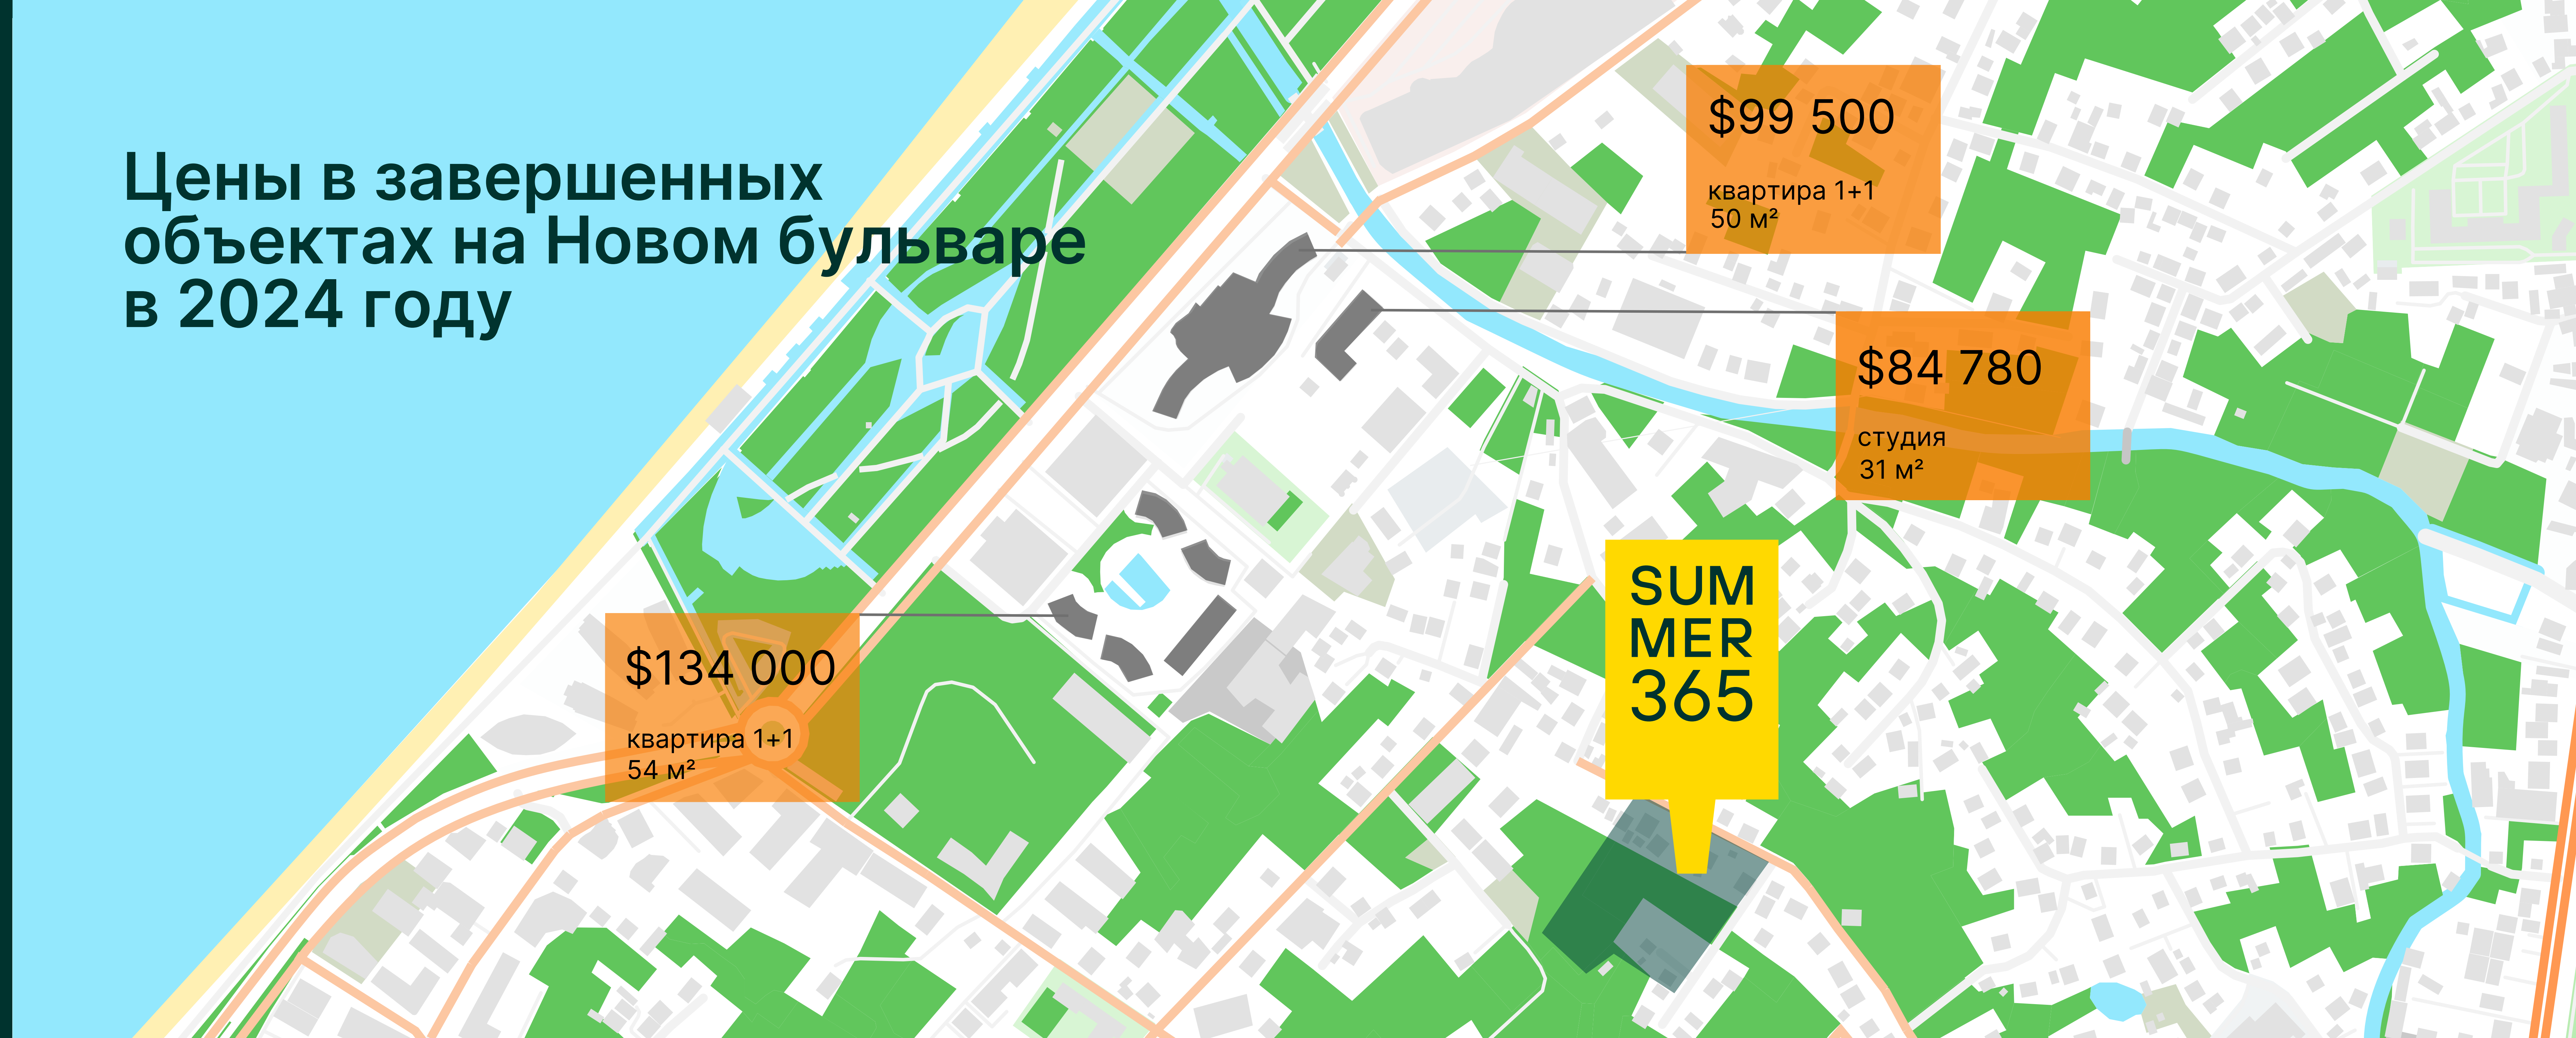 Цены в завершенных
объектах на Новом бульваре
в 2024 году
$99 500
квартира 1+1
50 м²
$84 780
студия
31 м²
SUM
MER
365
$134 000
квартира 1+1
54 м²